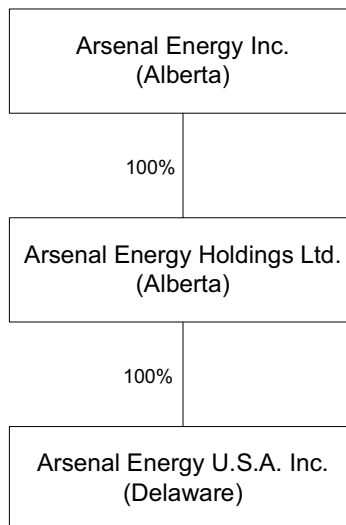 Arsenal Energy Inc.
(Alberta)
100%
Arsenal Energy Holdings Ltd.
(Alberta)
100%
Arsenal Energy U.S.A. Inc.
(Delaware)